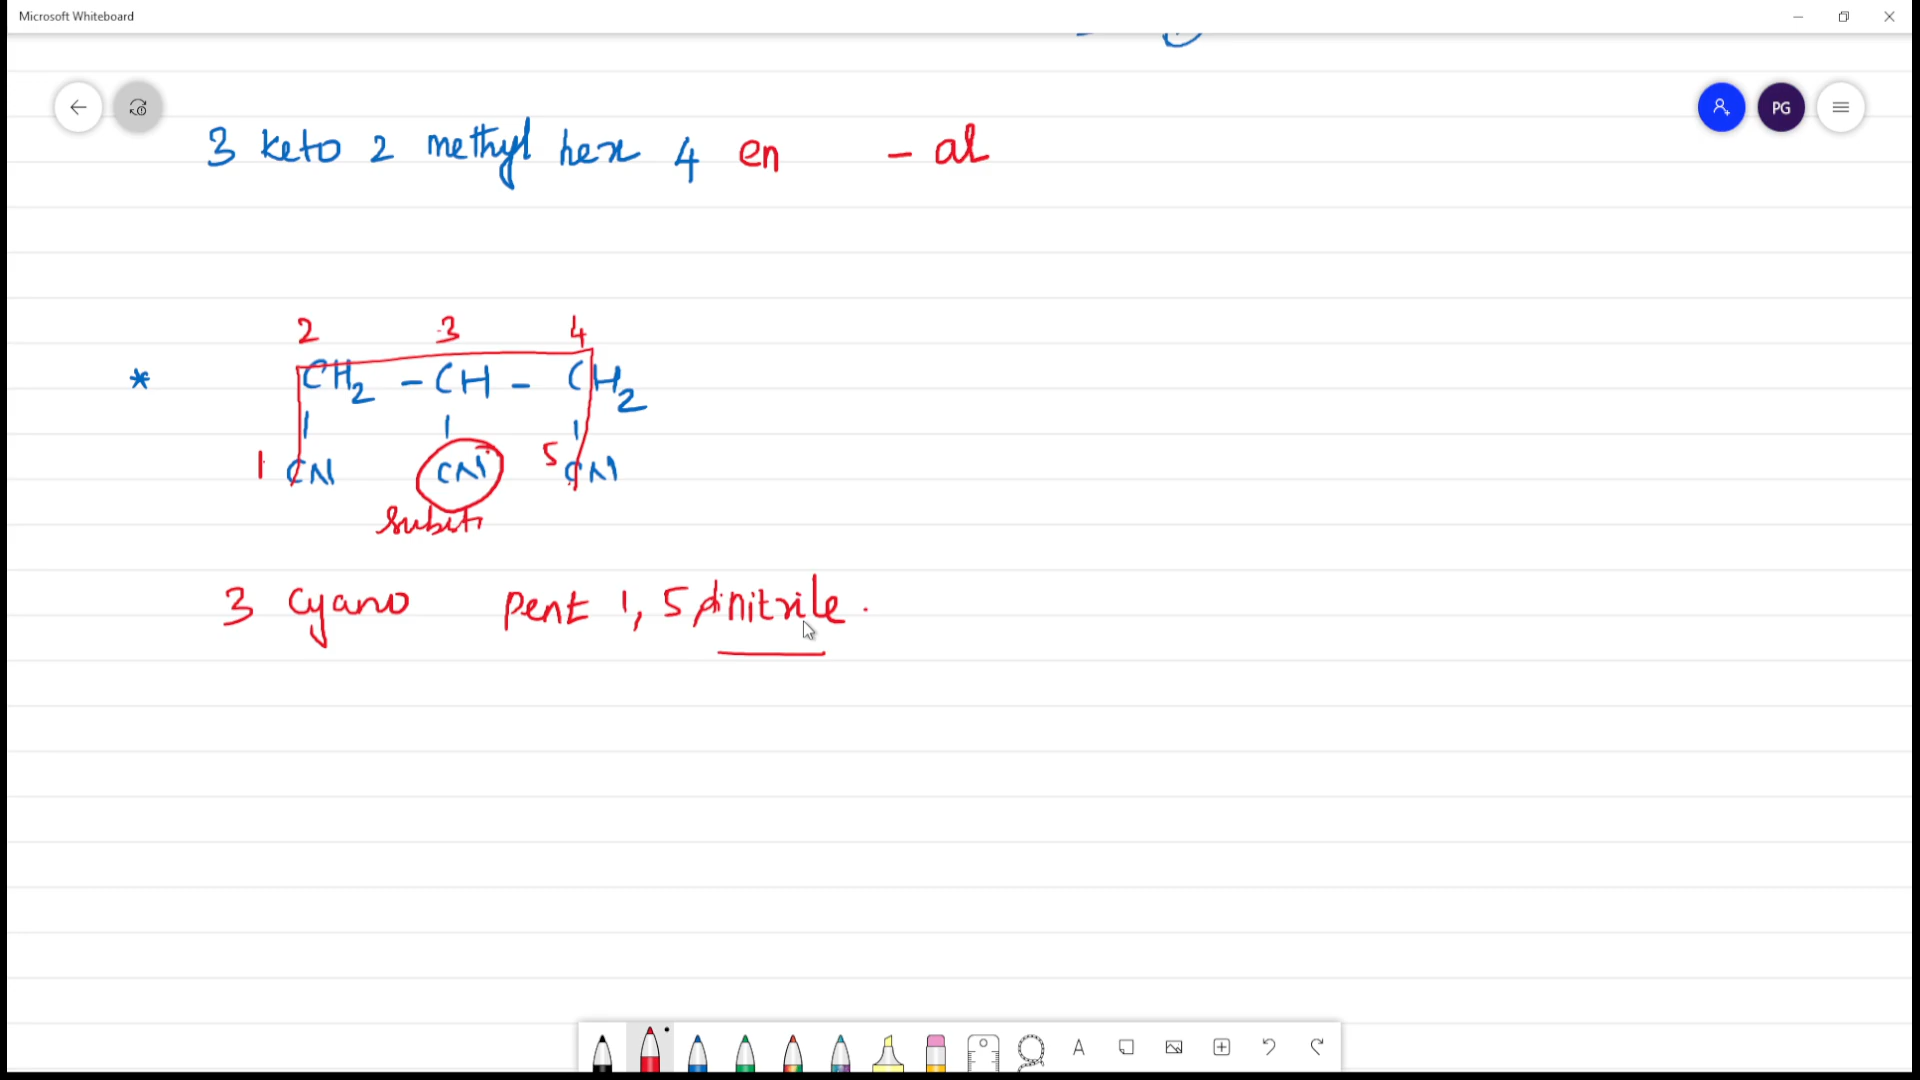 Microsoft Whiteboard
PG
3 keto 2 methyl hex 4 en - al
2 3 4
* CH2 - CH - CH2
1 CN CN 5 CN
3 Cyano Pent 1, 5 dinitrile.
A